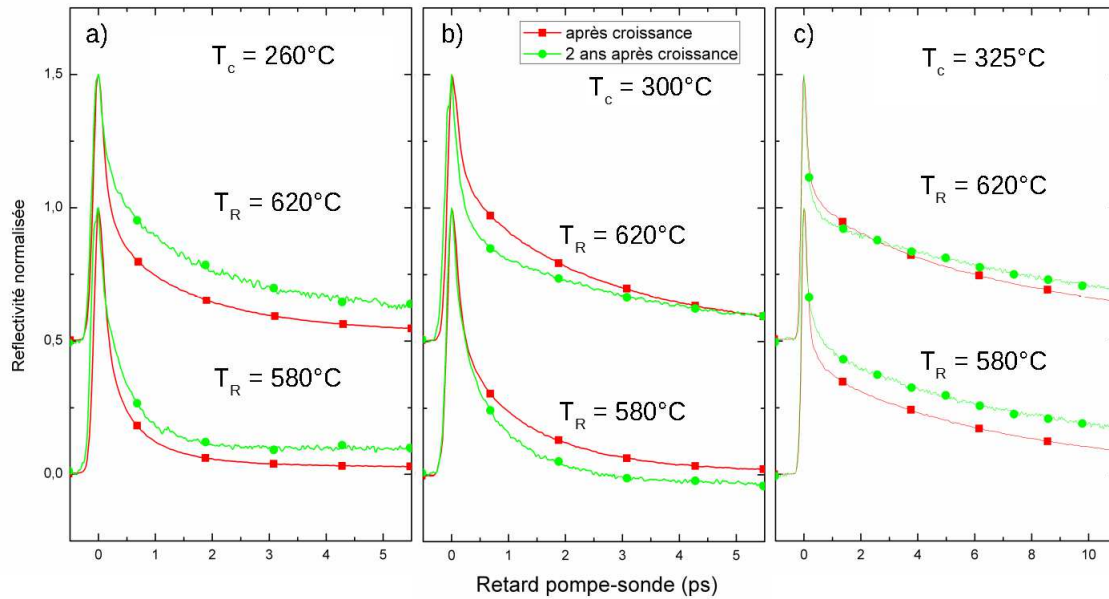 a)
T_c = 260°C
T_R = 620°C
T_R = 580°C
b)
après croissance
2 ans après croissance
T_c = 300°C
T_R = 620°C
T_R = 580°C
c)
T_c = 325°C
T_R = 620°C
T_R = 580°C
Reflectivité normalisée
1,5
1,0
0,5
0,0
0 1 2 3 4 5
0 1 2 3 4 5
0 2 4 6 8 10
Retard pompe-sonde (ps)